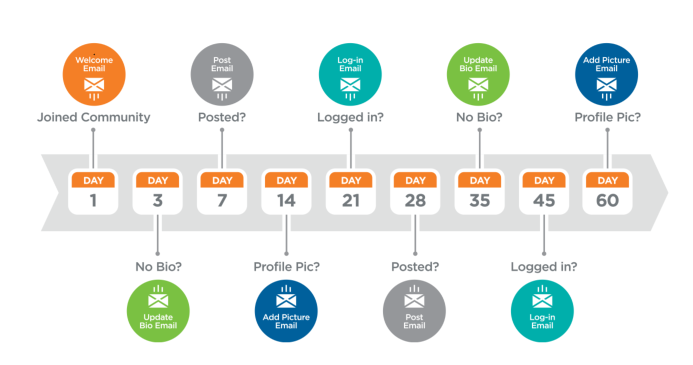 Welcome
Email
Post
Email
Log-in
Email
Update
Bio Email
Add Picture
Email
Joined Community
Posted?
Logged in?
No Bio?
Profile Pic?
DAY
1
DAY
3
DAY
7
DAY
14
DAY
21
DAY
28
DAY
35
DAY
45
DAY
60
No Bio?
Profile Pic?
Posted?
Logged in?
Update
Bio Email
Add Picture
Email
Post
Email
Log-in
Email